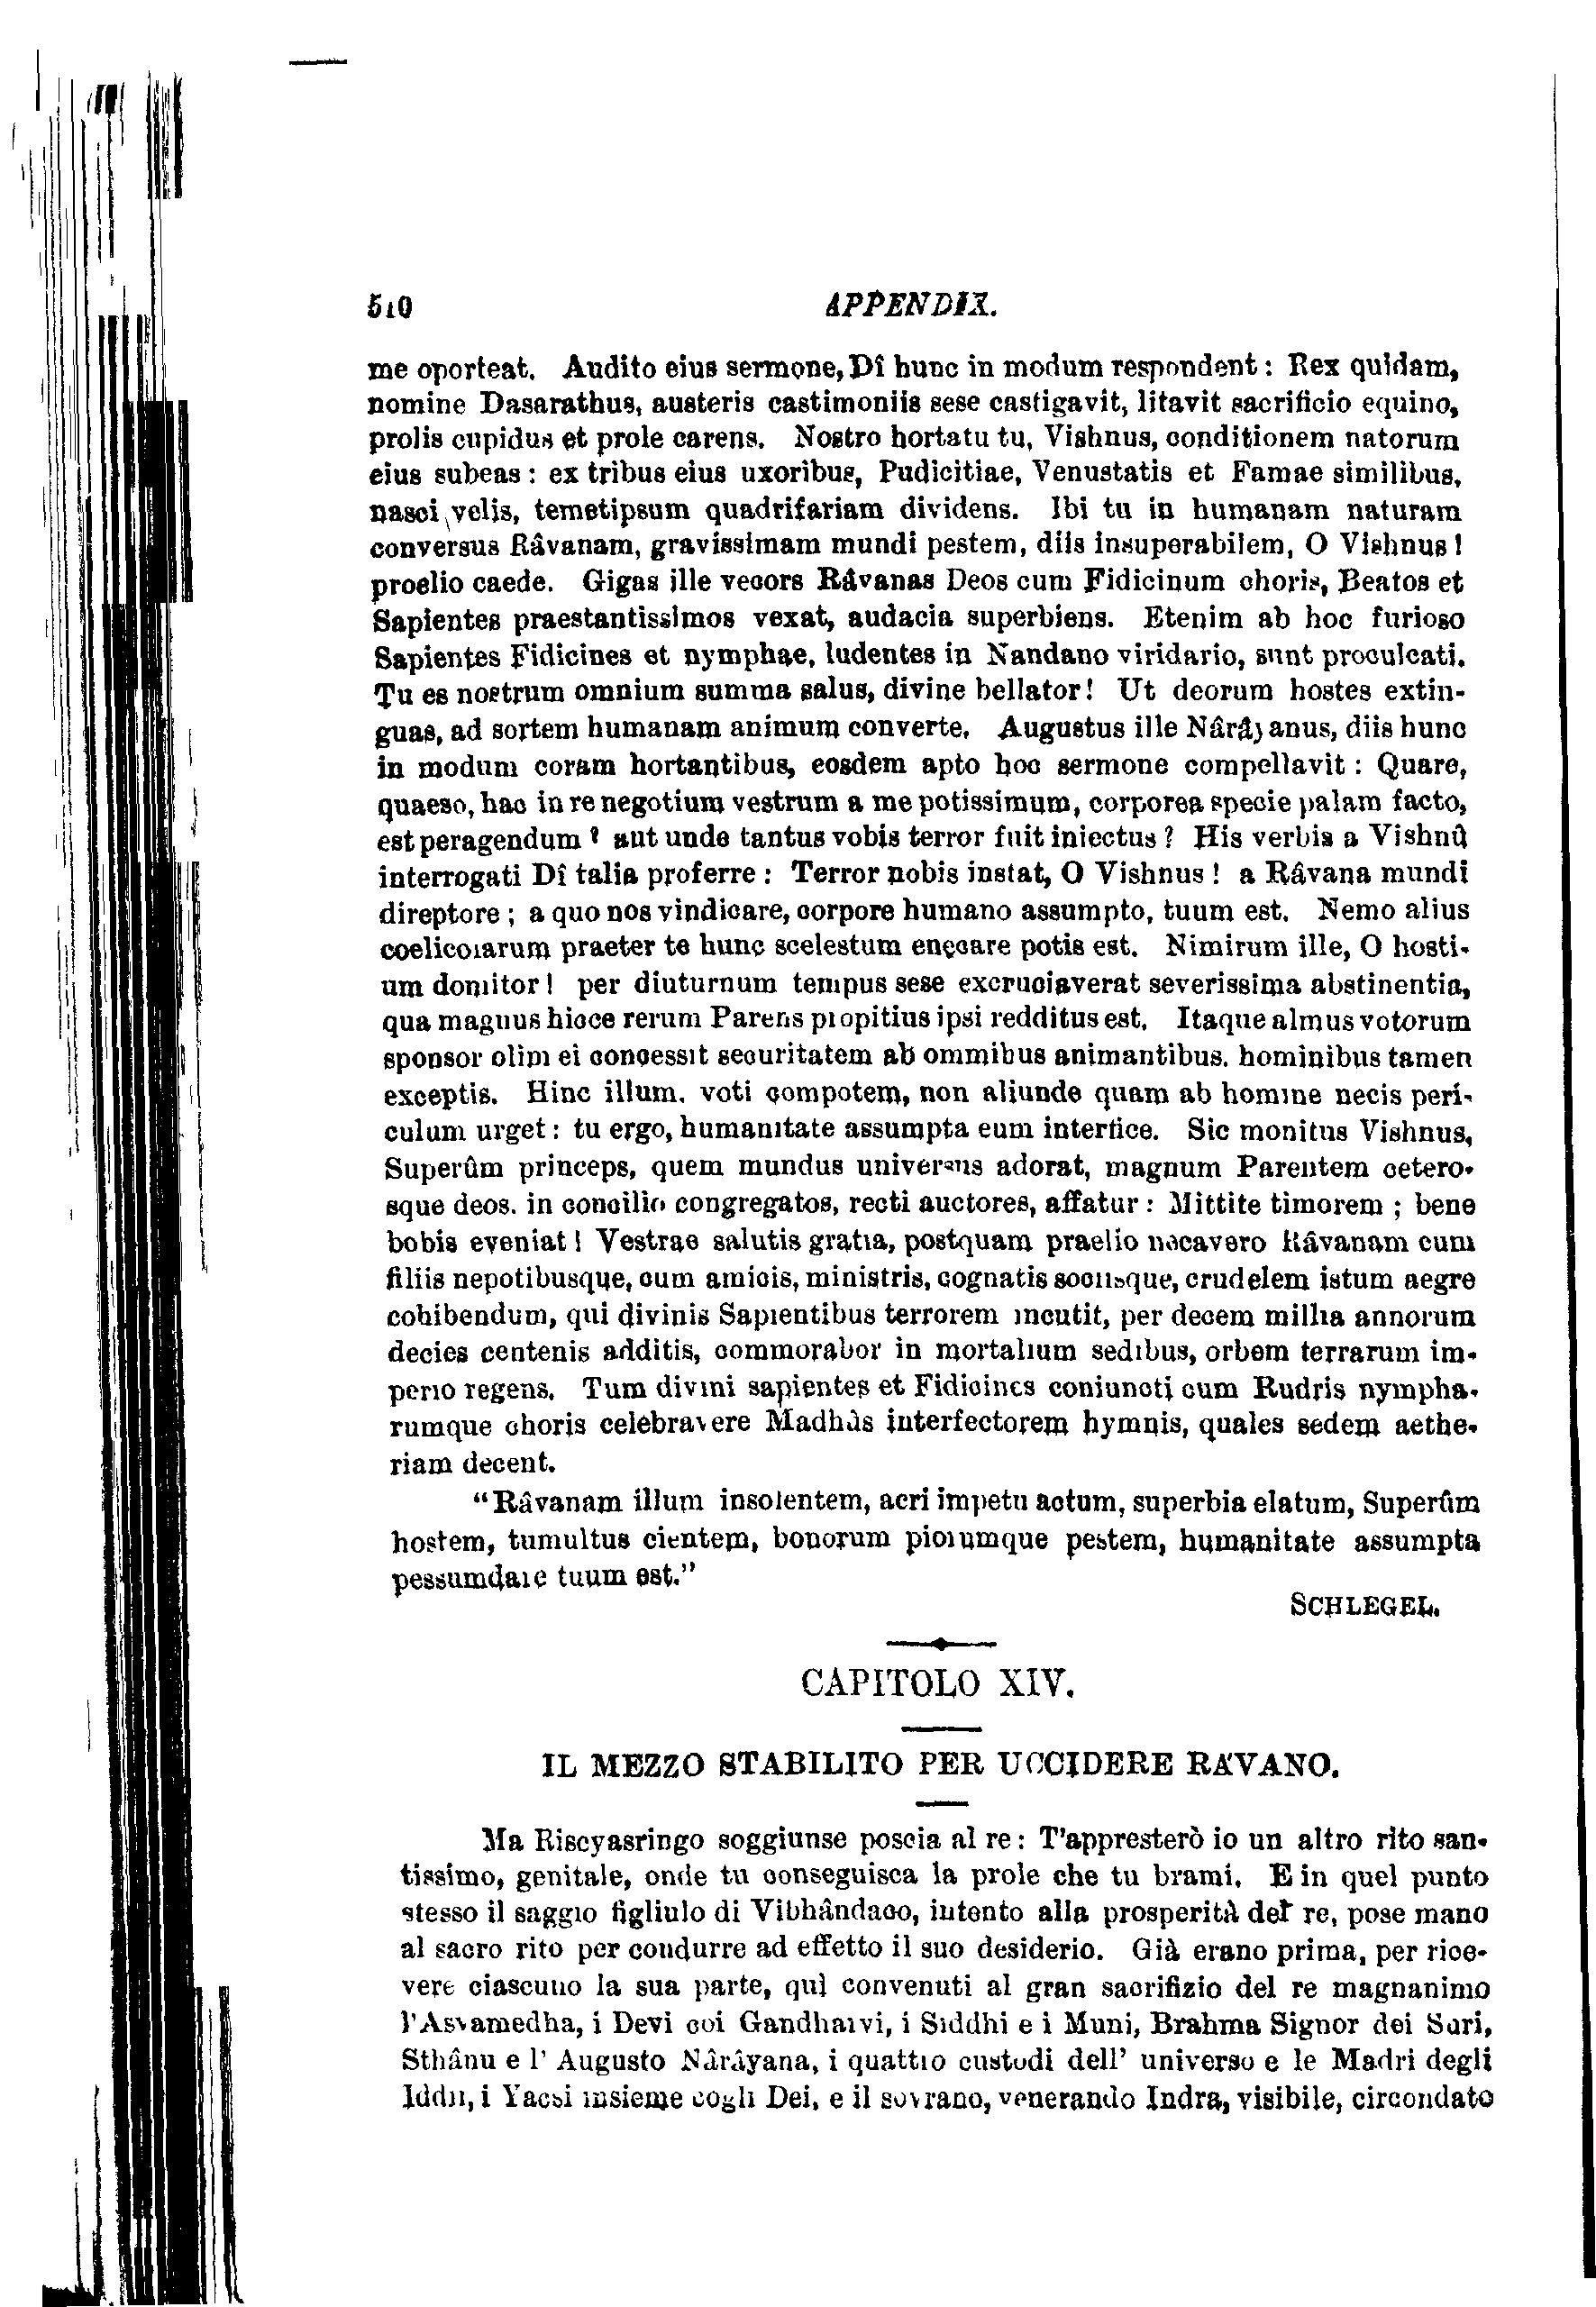 510 APPENDIX.
me oporteat. Audito eius sermone, Dî hunc in modum respondent: Rex quidam,
nomine Dasarathus, austeris castimoniis sese castigavit, litavit sacrificio equino,
prolis cupidus et prole carens. Nostro hortatu tu, Vishnus, conditionem natorum
eius subeas: ex tribus eius uxoribus, Pudicitiae, Venustatis et Famae similibus,
nasci velis, temetipsum quadrifariam dividens. Ibi tu in humanam naturam
conversus Râvanam, gravissimam mundi pestem, diis insuperabilem, O Vishnus!
proelio caede. Gigas ille vecors Râvanas Deos cum Fidicinum choris, Beatos et
Sapientes praestantissimos vexat, audacia superbiens. Etenim ab hoc furioso
Sapientes Fidicines et nymphae, ludentes in Nandano viridario, sunt proculcati.
Tu es nostrum omnium summa salus, divine bellator! Ut deorum hostes extin-
guas, ad sortem humanam animum converte. Augustus ille Nârâyanus, diis hunc
in modum coram hortantibus, eosdem apto hoc sermone compellavit: Quare,
quaeso, hac in re negotium vestrum a me potissimum, corporea specie palam facto,
est peragendum? aut unde tantus vobis terror fuit iniectus? His verbis a Vishnû
interrogati Dî talia proferre: Terror nobis instat, O Vishnus! a Râvana mundi
direptore; a quo nos vindicare, corpore humano assumpto, tuum est. Nemo alius
coelicolarum praeter te hunc scelestum enecare potis est. Nimirum ille, O hosti-
um domitor! per diuturnum tempus sese excruciaverat severissima abstinentia,
qua magnus hicce rerum Parens propitius ipsi redditus est. Itaque almus votorum
sponsor olim ei concessit securitatem ab omnibus animantibus, hominibus tamen
exceptis. Hinc illum, voti compotem, non aliunde quam ab homine necis peri-
culum urget: tu ergo, humanitate assumpta eum interfice. Sic monitus Vishnus,
Superûm princeps, quem mundus universus adorat, magnum Parentem cetero-
sque deos, in concilio congregatos, recti auctores, affatur: Mittite timorem; bene
bobis eveniat! Vestrae salutis gratia, postquam praelio necavero Râvanam cum
filiis nepotibusque, cum amicis, ministris, cognatis sociisque, crudelem istum aegre
cohibendum, qui divinis Sapientibus terrorem incutit, per decem millia annorum
decies centenis additis, commorabor in mortalium sedibus, orbem terrarum im-
perio regens. Tum divini sapientes et Fidicines coniuncti cum Rudris nympha-
rumque choris celebravere Madhûs interfectorem hymnis, quales sedem aethe-
riam decent.
"Râvanam illum insolentem, acri impetu actum, superbia elatum, Superûm
hostem, tumultus cientem, bonorum piorumque pestem, humanitate assumpta
pessumdare tuum est."
SCHLEGEL.
CAPITOLO XIV.
IL MEZZO STABILITO PER UCCIDERE RÁVANO.
Ma Riscyasringo soggiunse poscia al re: T'appresterò io un altro rito san-
tissimo, genitale, onde tu conseguisca la prole che tu brami. E in quel punto
stesso il saggio figliulo di Vibhândaco, intento alla prosperità del re, pose mano
al sacro rito per condurre ad effetto il suo desiderio. Già erano prima, per rice-
vere ciascuno la sua parte, qui convenuti al gran sacrifizio del re magnanimo
l'Asvamedha, i Devi coi Gandharvi, i Siddhi e i Muni, Brahma Signor dei Suri,
Sthânu e l' Augusto Nârâyana, i quattro custodi dell' universo e le Madri degli
Iddii, i Yacsi insieme cogli Dei, e il sovrano, venerando Indra, visibile, circondato